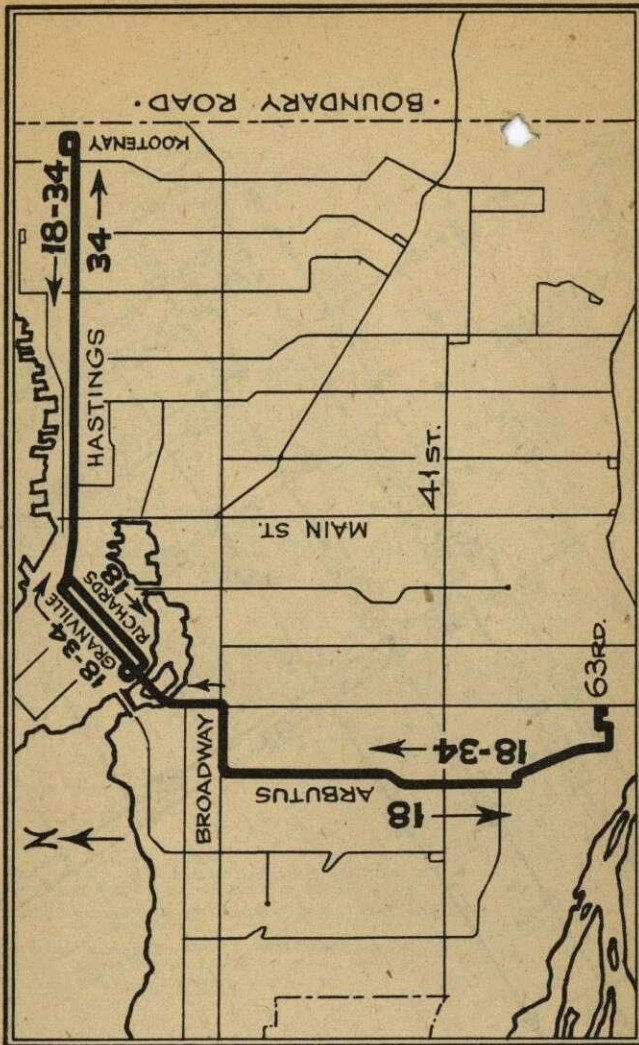 · BOUNDARY ROAD ·
KOOTENAY
18-34
34
HASTINGS
41 ST.
MAIN ST.
RICHARDS
18
GRANVILLE
18-34
63RD.
BROADWAY
18-34
ARBUTUS
18
N